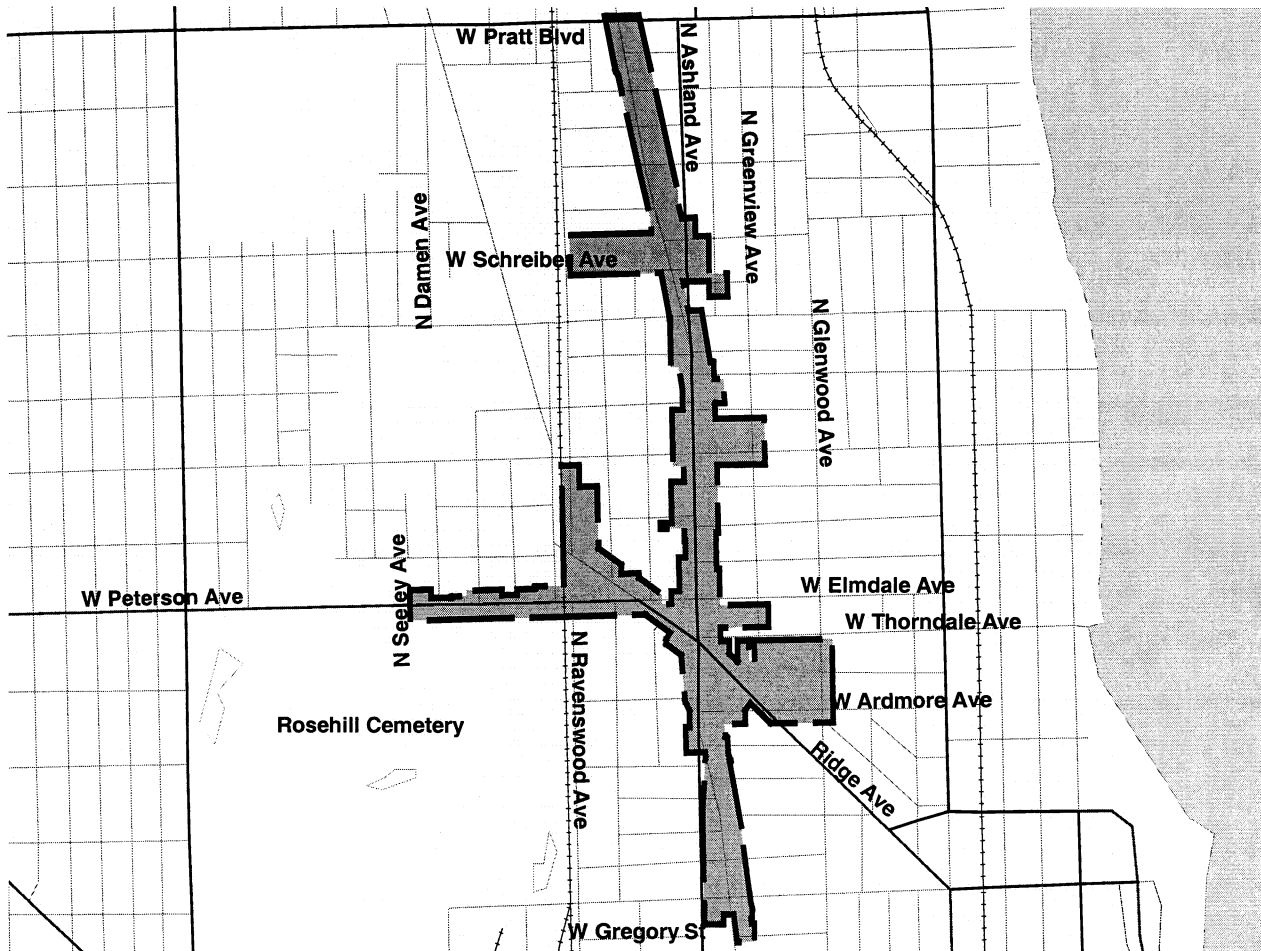 W Pratt Blvd
N Ashland Ave
N Greenview Ave
N Damen Ave
W Schreiber Ave
N Glenwood Ave
N Seeley Ave
W Peterson Ave
W Elmdale Ave
W Thorndale Ave
N Ravenswood Ave
W Ardmore Ave
Rosehill Cemetery
Ridge Ave
W Gregory St